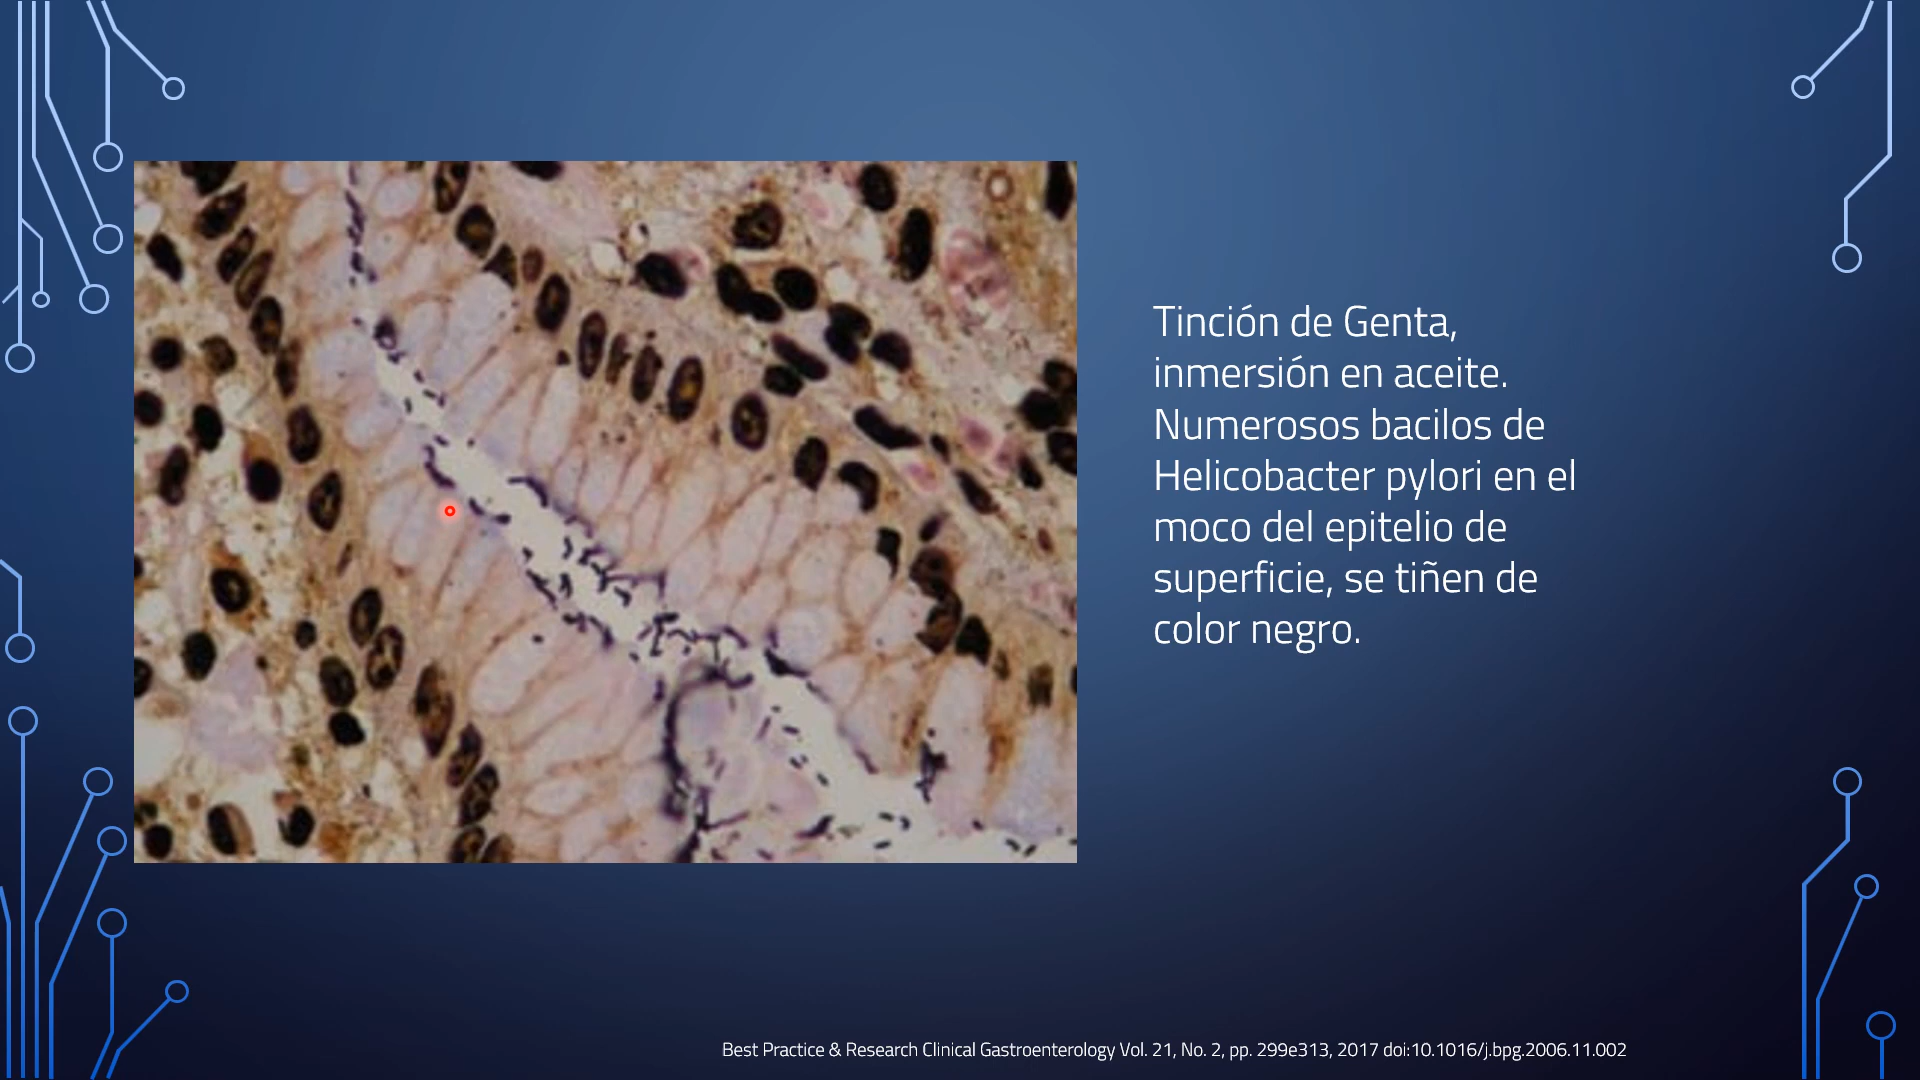 Tinción de Genta,
inmersión en aceite.
Numerosos bacilos de
Helicobacter pylori en el
moco del epitelio de
superficie, se tiñen de
color negro.
Best Practice & Research Clinical Gastroenterology Vol. 21, No. 2, pp. 299e313, 2017 doi:10.1016/j.bpg.2006.11.002